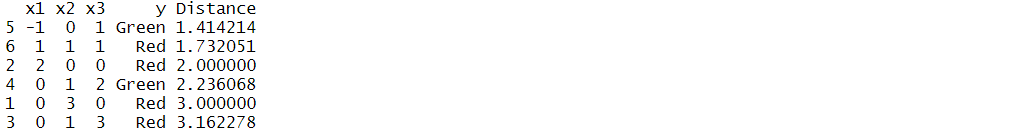 x1 x2 x3 y Distance
5 -1 0 1 Green 1.414214
6 1 1 1 Red 1.732051
2 2 0 0 Red 2.000000
4 0 1 2 Green 2.236068
1 0 3 0 Red 3.000000
3 0 1 3 Red 3.162278